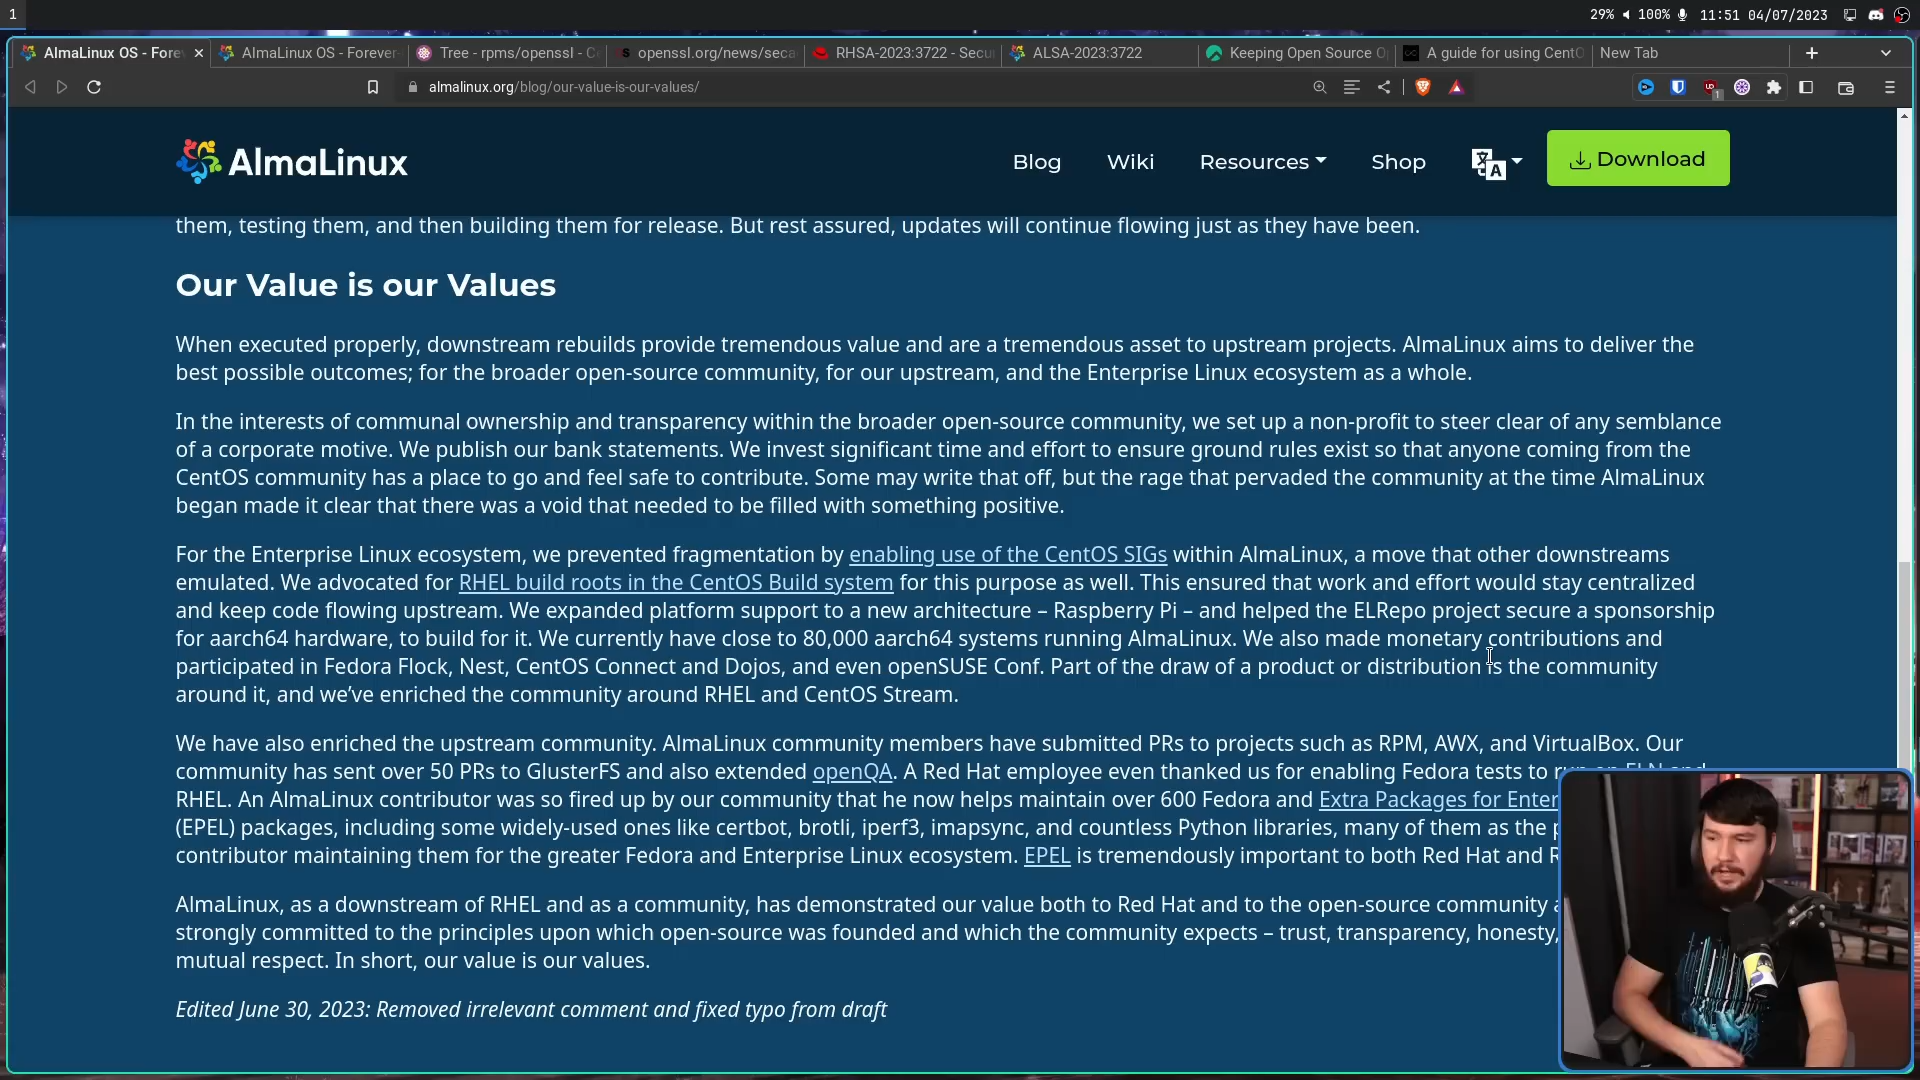 1
29% 100% 11:51 04/07/2023
AlmaLinux OS - Forev
AlmaLinux OS - Forever-
Tree - rpms/openssl - C
openssl.org/news/seca
RHSA-2023:3722 - Secu
ALSA-2023:3722
Keeping Open Source O
A guide for using CentO
New Tab
almalinux.org/blog/our-value-is-our-values/
1
AlmaLinux
Blog
Wiki
Resources
Shop
Download
them, testing them, and then building them for release. But rest assured, updates will continue flowing just as they have been.
Our Value is our Values
When executed properly, downstream rebuilds provide tremendous value and are a tremendous asset to upstream projects. AlmaLinux aims to deliver the
best possible outcomes; for the broader open-source community, for our upstream, and the Enterprise Linux ecosystem as a whole.
In the interests of communal ownership and transparency within the broader open-source community, we set up a non-profit to steer clear of any semblance
of a corporate motive. We publish our bank statements. We invest significant time and effort to ensure ground rules exist so that anyone coming from the
CentOS community has a place to go and feel safe to contribute. Some may write that off, but the rage that pervaded the community at the time AlmaLinux
began made it clear that there was a void that needed to be filled with something positive.
For the Enterprise Linux ecosystem, we prevented fragmentation by enabling use of the CentOS SIGs within AlmaLinux, a move that other downstreams
emulated. We advocated for RHEL build roots in the CentOS Build system for this purpose as well. This ensured that work and effort would stay centralized
and keep code flowing upstream. We expanded platform support to a new architecture – Raspberry Pi – and helped the ELRepo project secure a sponsorship
for aarch64 hardware, to build for it. We currently have close to 80,000 aarch64 systems running AlmaLinux. We also made monetary contributions and
participated in Fedora Flock, Nest, CentOS Connect and Dojos, and even openSUSE Conf. Part of the draw of a product or distribution is the community
around it, and we’ve enriched the community around RHEL and CentOS Stream.
We have also enriched the upstream community. AlmaLinux community members have submitted PRs to projects such as RPM, AWX, and VirtualBox. Our
community has sent over 50 PRs to GlusterFS and also extended openQA. A Red Hat employee even thanked us for enabling Fedora tests to run on ELN and
RHEL. An AlmaLinux contributor was so fired up by our community that he now helps maintain over 600 Fedora and Extra Packages for Enter
(EPEL) packages, including some widely-used ones like certbot, brotli, iperf3, imapsync, and countless Python libraries, many of them as the p
contributor maintaining them for the greater Fedora and Enterprise Linux ecosystem. EPEL is tremendously important to both Red Hat and R
AlmaLinux, as a downstream of RHEL and as a community, has demonstrated our value both to Red Hat and to the open-source community a
strongly committed to the principles upon which open-source was founded and which the community expects – trust, transparency, honesty,
mutual respect. In short, our value is our values.
Edited June 30, 2023: Removed irrelevant comment and fixed typo from draft